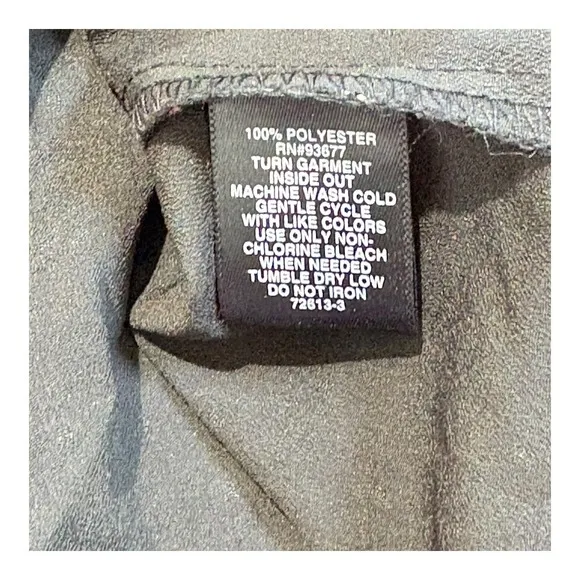 100% POLYESTER
RN#93677
TURN GARMENT
INSIDE OUT
MACHINE WASH COLD
GENTLE CYCLE
WITH LIKE COLORS
USE ONLY NON-
CHLORINE BLEACH
WHEN NEEDED
TUMBLE DRY LOW
DO NOT IRON
72613-3